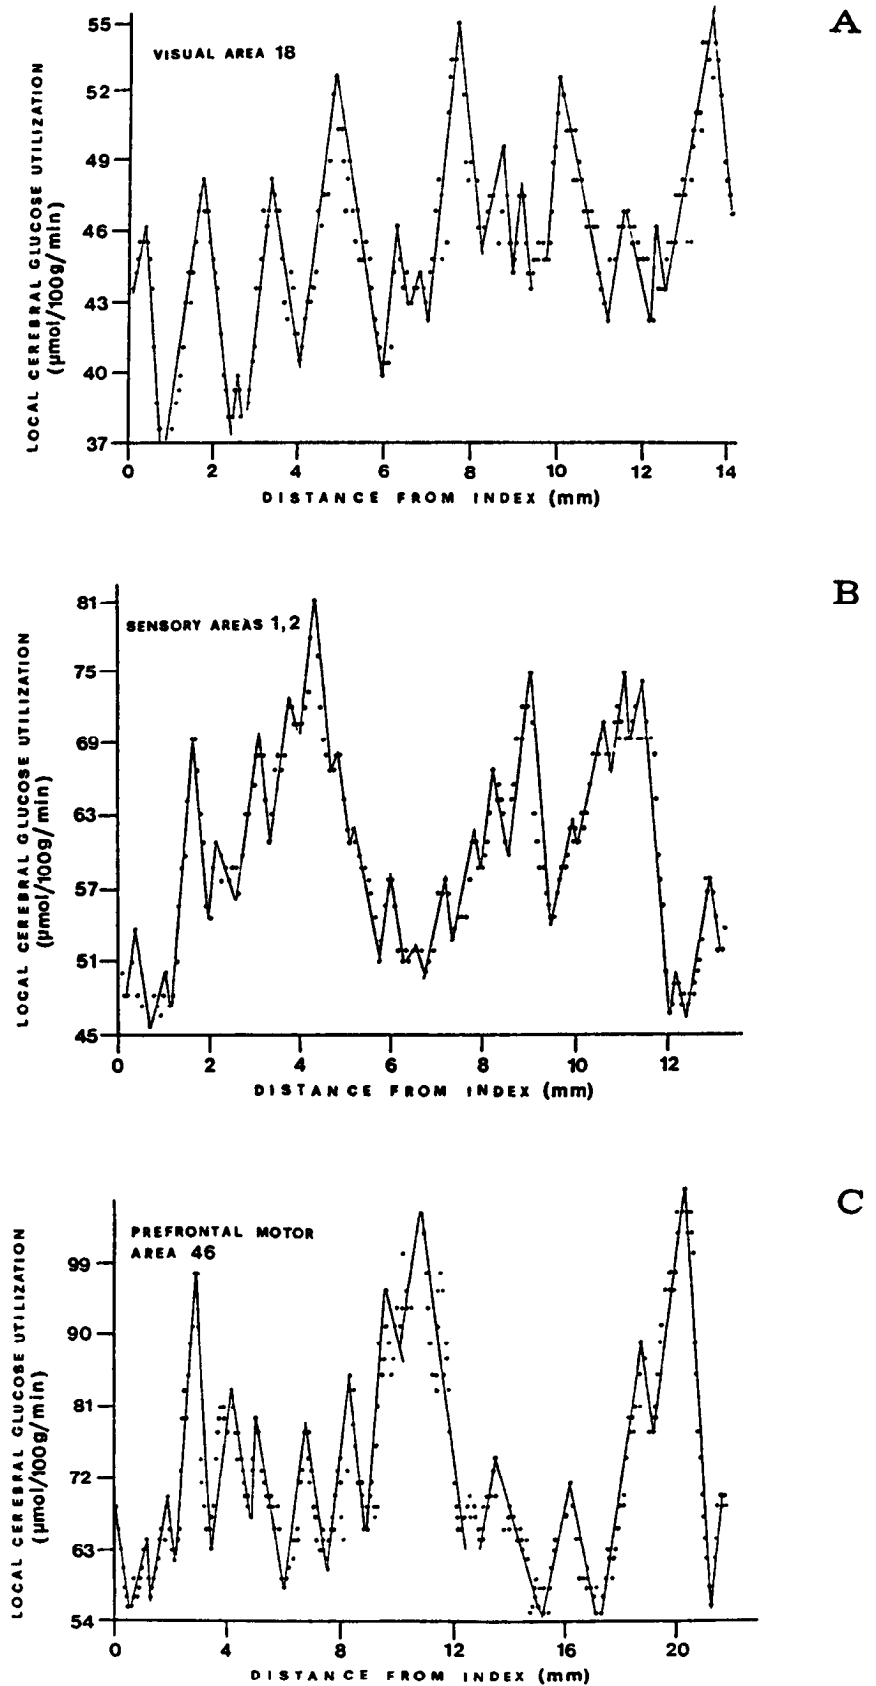 A
VISUAL AREA 18
55
52
49
46
43
40
37
LOCAL CEREBRAL GLUCOSE UTILIZATION
(μmol/100g/min)
0 2 4 6 8 10 12 14
DISTANCE FROM INDEX (mm)
B
SENSORY AREAS 1,2
81
75
69
63
57
51
45
LOCAL CEREBRAL GLUCOSE UTILIZATION
(μmol/100g/min)
0 2 4 6 8 10 12
DISTANCE FROM INDEX (mm)
C
PREFRONTAL MOTOR
AREA 46
99
90
81
72
63
54
LOCAL CEREBRAL GLUCOSE UTILIZATION
(μmol/100g/min)
0 4 8 12 16 20
DISTANCE FROM INDEX (mm)